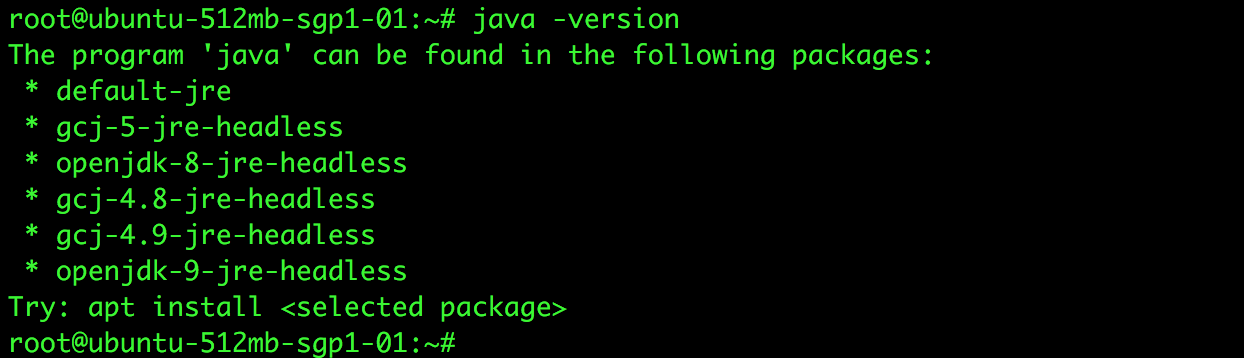 root@ubuntu-512mb-sgp1-01:~# java -version
The program 'java' can be found in the following packages:
 * default-jre
 * gcj-5-jre-headless
 * openjdk-8-jre-headless
 * gcj-4.8-jre-headless
 * gcj-4.9-jre-headless
 * openjdk-9-jre-headless
Try: apt install <selected package>
root@ubuntu-512mb-sgp1-01:~#